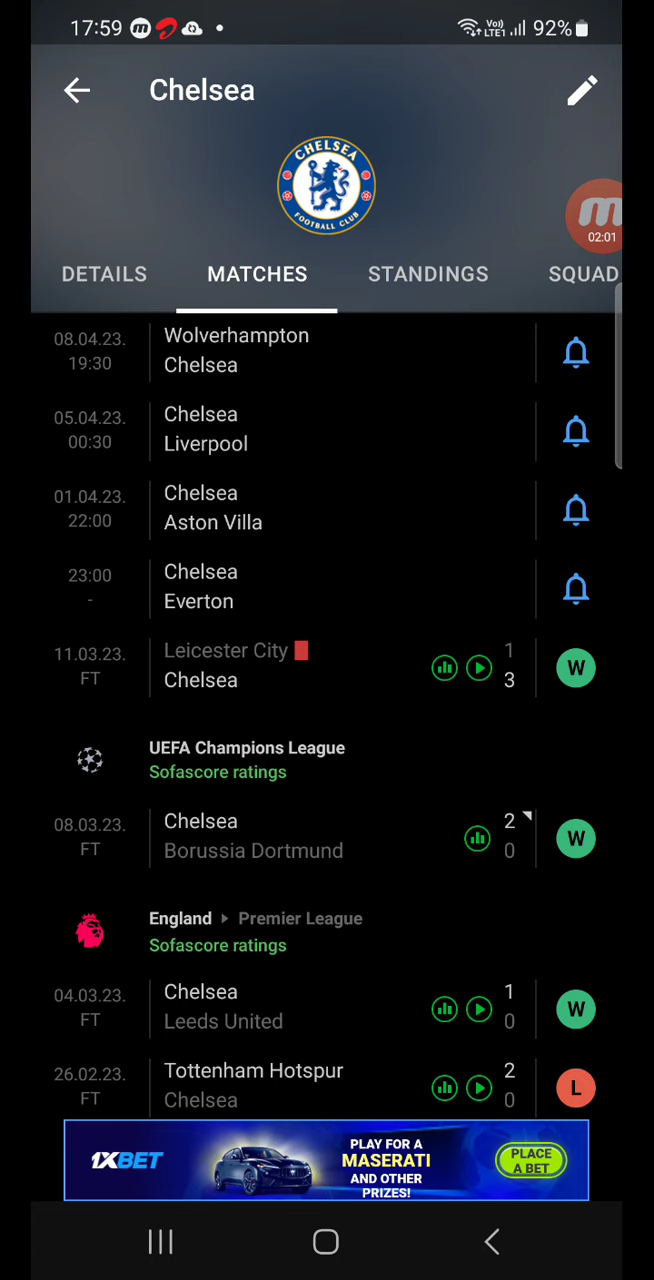 17:59
Vo))
LTE1
92%
Chelsea
CHELSEA
FOOTBALL CLUB
02:01
DETAILS MATCHES STANDINGS SQUAD
08.04.23. Wolverhampton
19:30 Chelsea
05.04.23. Chelsea
00:30 Liverpool
01.04.23. Chelsea
22:00 Aston Villa
23:00 Chelsea
- Everton
11.03.23. Leicester City 1
FT Chelsea 3
W
UEFA Champions League
Sofascore ratings
08.03.23. Chelsea 2
FT Borussia Dortmund 0
W
England Premier League
Sofascore ratings
04.03.23. Chelsea 1
FT Leeds United 0
W
26.02.23. Tottenham Hotspur 2
FT Chelsea 0
L
1XBET
PLAY FOR A
MASERATI
AND OTHER
PRIZES!
PLACE
A BET